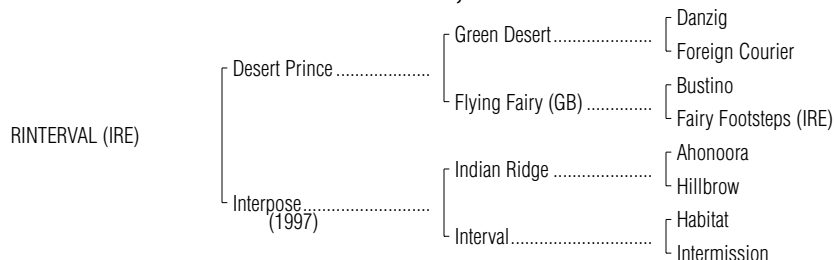 Danzig
Green Desert....................
Foreign Courier
Desert Prince ...................
Bustino
Flying Fairy (GB) .............
Fairy Footsteps (IRE)
RINTERVAL (IRE)
Ahonoora
Indian Ridge ....................
Hillbrow
Interpose..........................
(1997)
Habitat
Interval.............................
Intermission